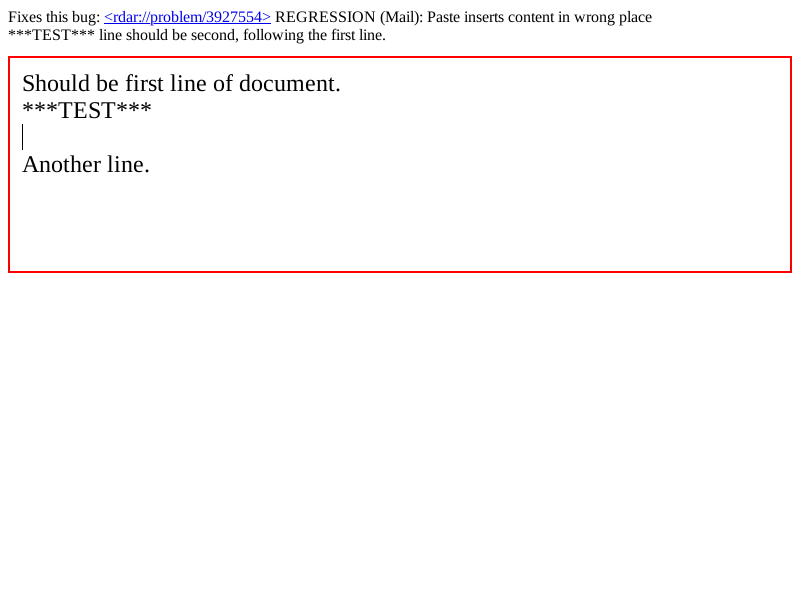 Fixes this bug: <rdar://problem/3927554> REGRESSION (Mail): Paste inserts content in wrong place
***TEST*** line should be second, following the first line.
Should be first line of document.
***TEST***
Another line.